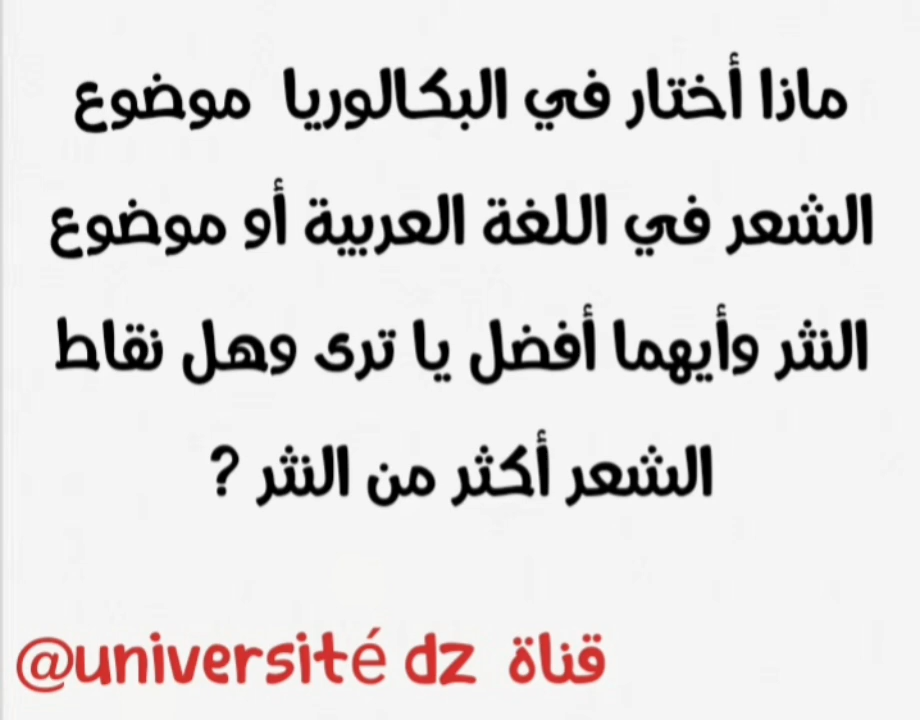 ماذا أختار في البكالوريا موضوع
الشعر في اللغة العربية أو موضوع
النثر وأيهما أفضل يا ترى وهل نقاط
الشعر أكثر من النثر ?
@université dz قناة